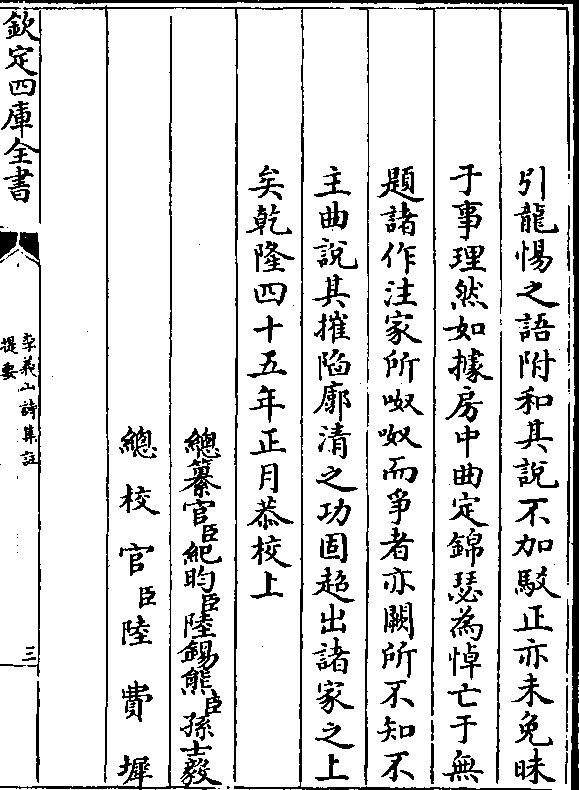 引龍惕之語附和其說不加駁正亦未免昧
于事理然如據房中曲定錦瑟為悼亡于無
題諸作注家所呶呶而爭者亦闕所不知不
主曲說其摧陷廓清之功固超出諸家之上
矣乾隆四十五年正月恭校上
總纂官臣紀昀臣陸錫熊臣孫士毅
總校官臣陸費墀
欽定四庫全書
李義山詩集註
提要
三